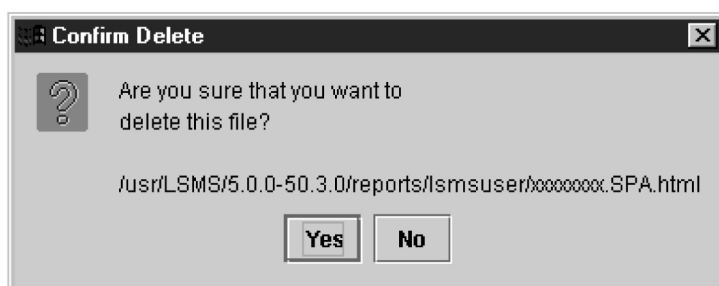 Confirm Delete
Are you sure that you want to
delete this file?
/usr/LSMS/5.0.0-50.3.0/reports/lsmsuser/xxxxxxxx.SPA.html
Yes No